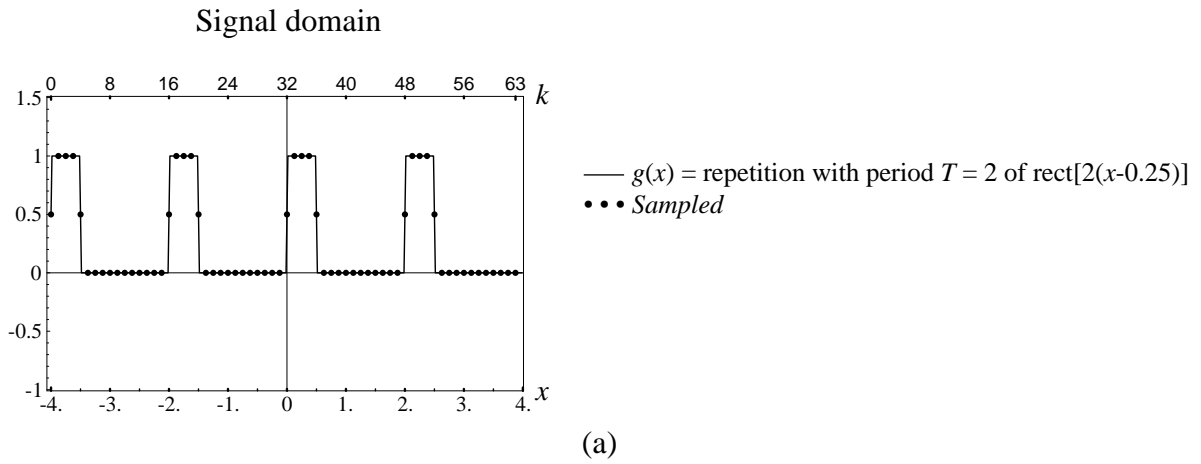 Signal domain
0 8 16 24 32 40 48 56 63 k
1.5
1
0.5
0
-0.5
-1
-4. -3. -2. -1. 0 1. 2. 3. 4. x
g(x) = repetition with period T = 2 of rect[2(x-0.25)]
Sampled
(a)